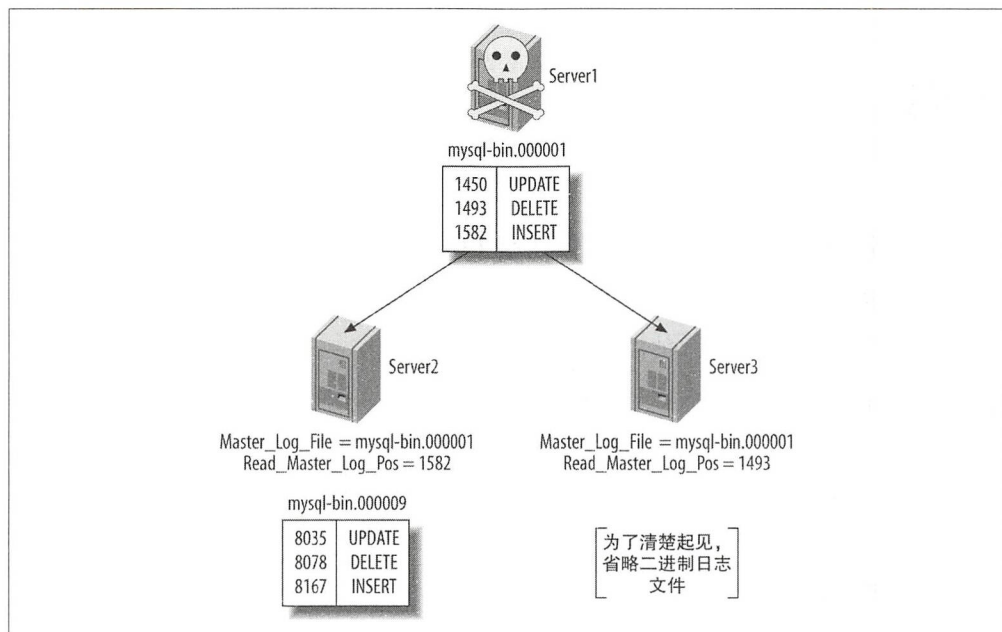 Server1
mysql-bin.000001
1450 UPDATE
1493 DELETE
1582 INSERT
Server2
Server3
Master_Log_File = mysql-bin.000001
Read_Master_Log_Pos = 1582
Master_Log_File = mysql-bin.000001
Read_Master_Log_Pos = 1493
mysql-bin.000009
8035 UPDATE
8078 DELETE
8167 INSERT
为了清楚起见，
省略二进制日志
文件